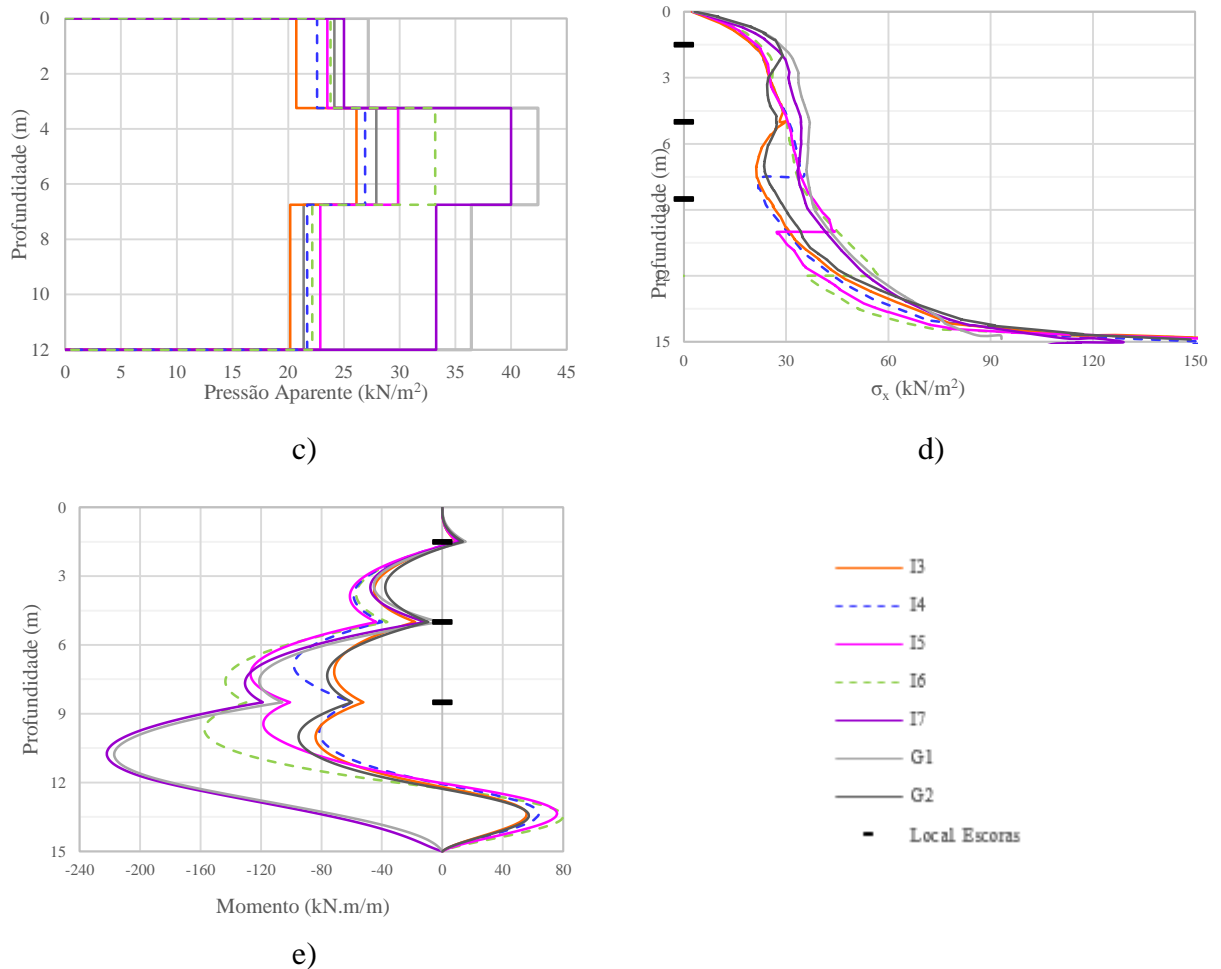 0
2
4
6
8
10
12
Profundidade (m)
0 5 10 15 20 25 30 35 40 45
Pressão Aparente (kN/m²)
c)
0
3
6
9
12
15
Profundidade (m)
0 30 60 90 120 150
σx (kN/m²)
d)
0
3
6
9
12
15
Profundidade (m)
-240 -200 -160 -120 -80 -40 0 40 80
Momento (kN.m/m)
e)
I3
I4
I5
I6
I7
G1
G2
Local Escoras